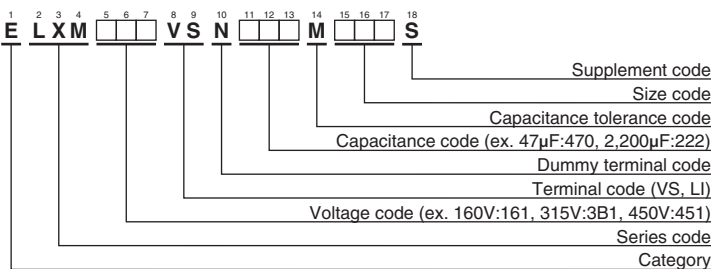 1 2 3 4 5 6 7 8 9 10 11 12 13 14 15 16 17 18
E L X M V S N M S
Supplement code
Size code
Capacitance tolerance code
Capacitance code (ex. 47µF:470, 2,200µF:222)
Dummy terminal code
Terminal code (VS, LI)
Voltage code (ex. 160V:161, 315V:3B1, 450V:451)
Series code
Category